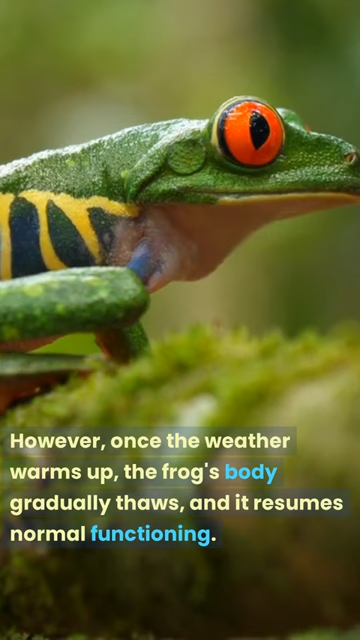 However, once the weather
warms up, the frog's body
gradually thaws, and it resumes
normal functioning.